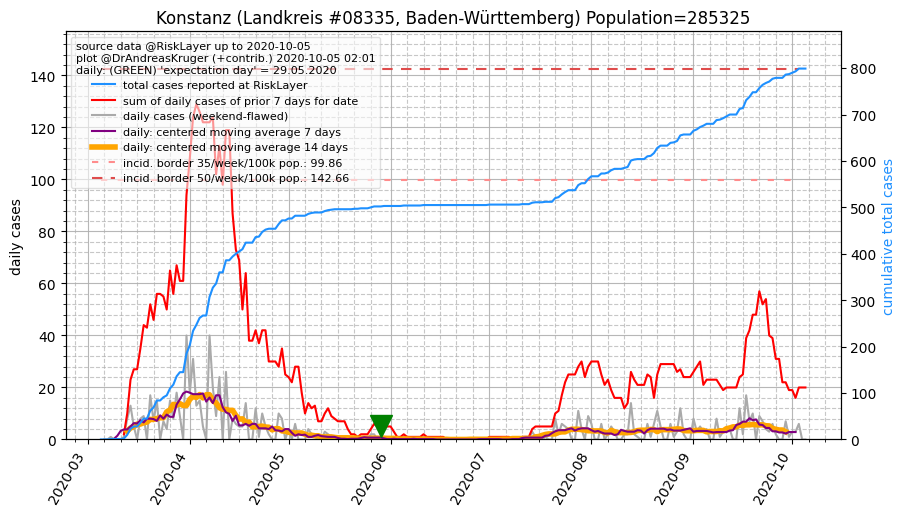 Konstanz (Landkreis #08335, Baden-Württemberg) Population=285325
source data @RiskLayer up to 2020-10-05
plot @DrAndreasKruger (+contrib.) 2020-10-05 02:01
daily: (GREEN) 'expectation day' = 29.05.2020
total cases reported at RiskLayer
sum of daily cases of prior 7 days for date
daily cases (weekend-flawed)
daily: centered moving average 7 days
daily: centered moving average 14 days
incid. border 35/week/100k pop.: 99.86
incid. border 50/week/100k pop.: 142.66
daily cases
140
120
100
80
60
40
20
0
800
700
600
500
400
300
200
100
0
cumulative total cases
2020-03
2020-04
2020-05
2020-06
2020-07
2020-08
2020-09
2020-10